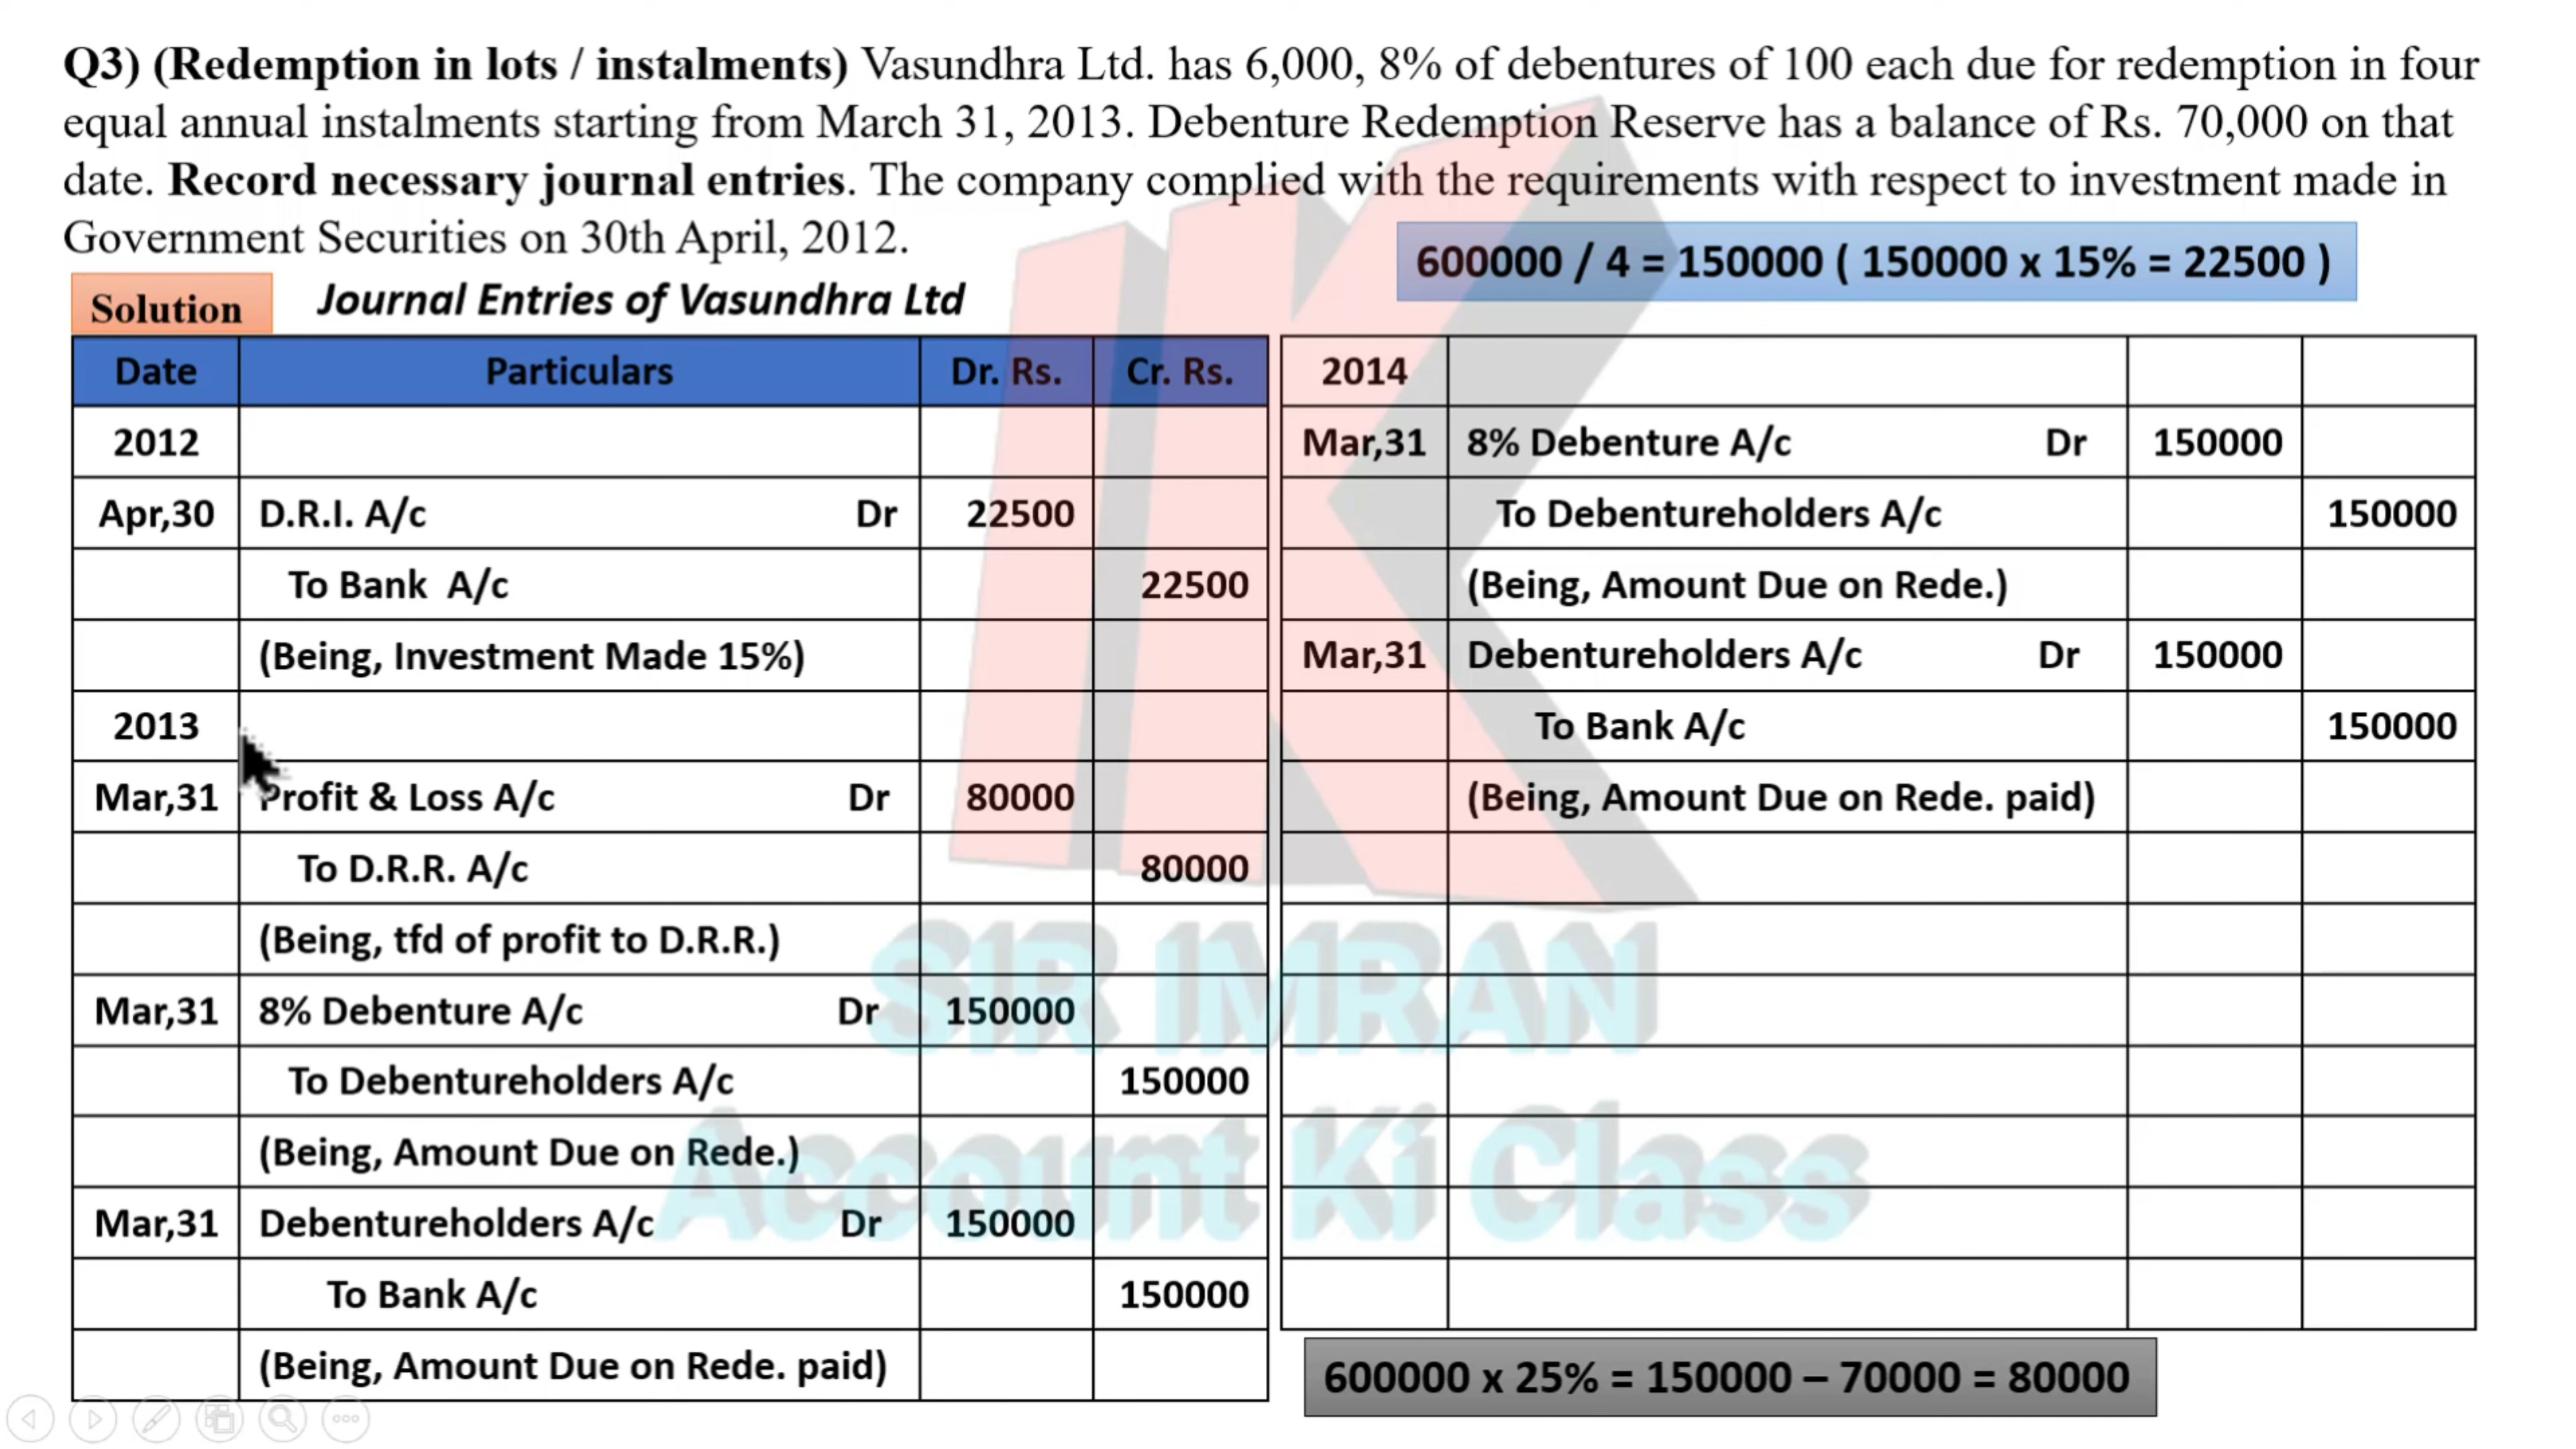 Q3) (Redemption in lots / instalments) Vasundhra Ltd. has 6,000, 8% of debentures of 100 each due for redemption in four
equal annual instalments starting from March 31, 2013. Debenture Redemption Reserve has a balance of Rs. 70,000 on that
date. Record necessary journal entries. The company complied with the requirements with respect to investment made in
Government Securities on 30th April, 2012.
600000 / 4 = 150000 ( 150000 x 15% = 22500 )
Solution
Journal Entries of Vasundhra Ltd
Date Particulars Dr. Rs. Cr. Rs.
2012
Apr,30 D.R.I. A/c Dr 22500
To Bank A/c 22500
(Being, Investment Made 15%)
2013
Mar,31 Profit & Loss A/c Dr 80000
To D.R.R. A/c 80000
(Being, tfd of profit to D.R.R.)
Mar,31 8% Debenture A/c Dr 150000
To Debentureholders A/c 150000
(Being, Amount Due on Rede.)
Mar,31 Debentureholders A/c Dr 150000
To Bank A/c 150000
(Being, Amount Due on Rede. paid)
2014
Mar,31 8% Debenture A/c Dr 150000
To Debentureholders A/c 150000
(Being, Amount Due on Rede.)
Mar,31 Debentureholders A/c Dr 150000
To Bank A/c 150000
(Being, Amount Due on Rede. paid)
600000 x 25% = 150000 – 70000 = 80000
SIR IMRAN
Account Ki Class